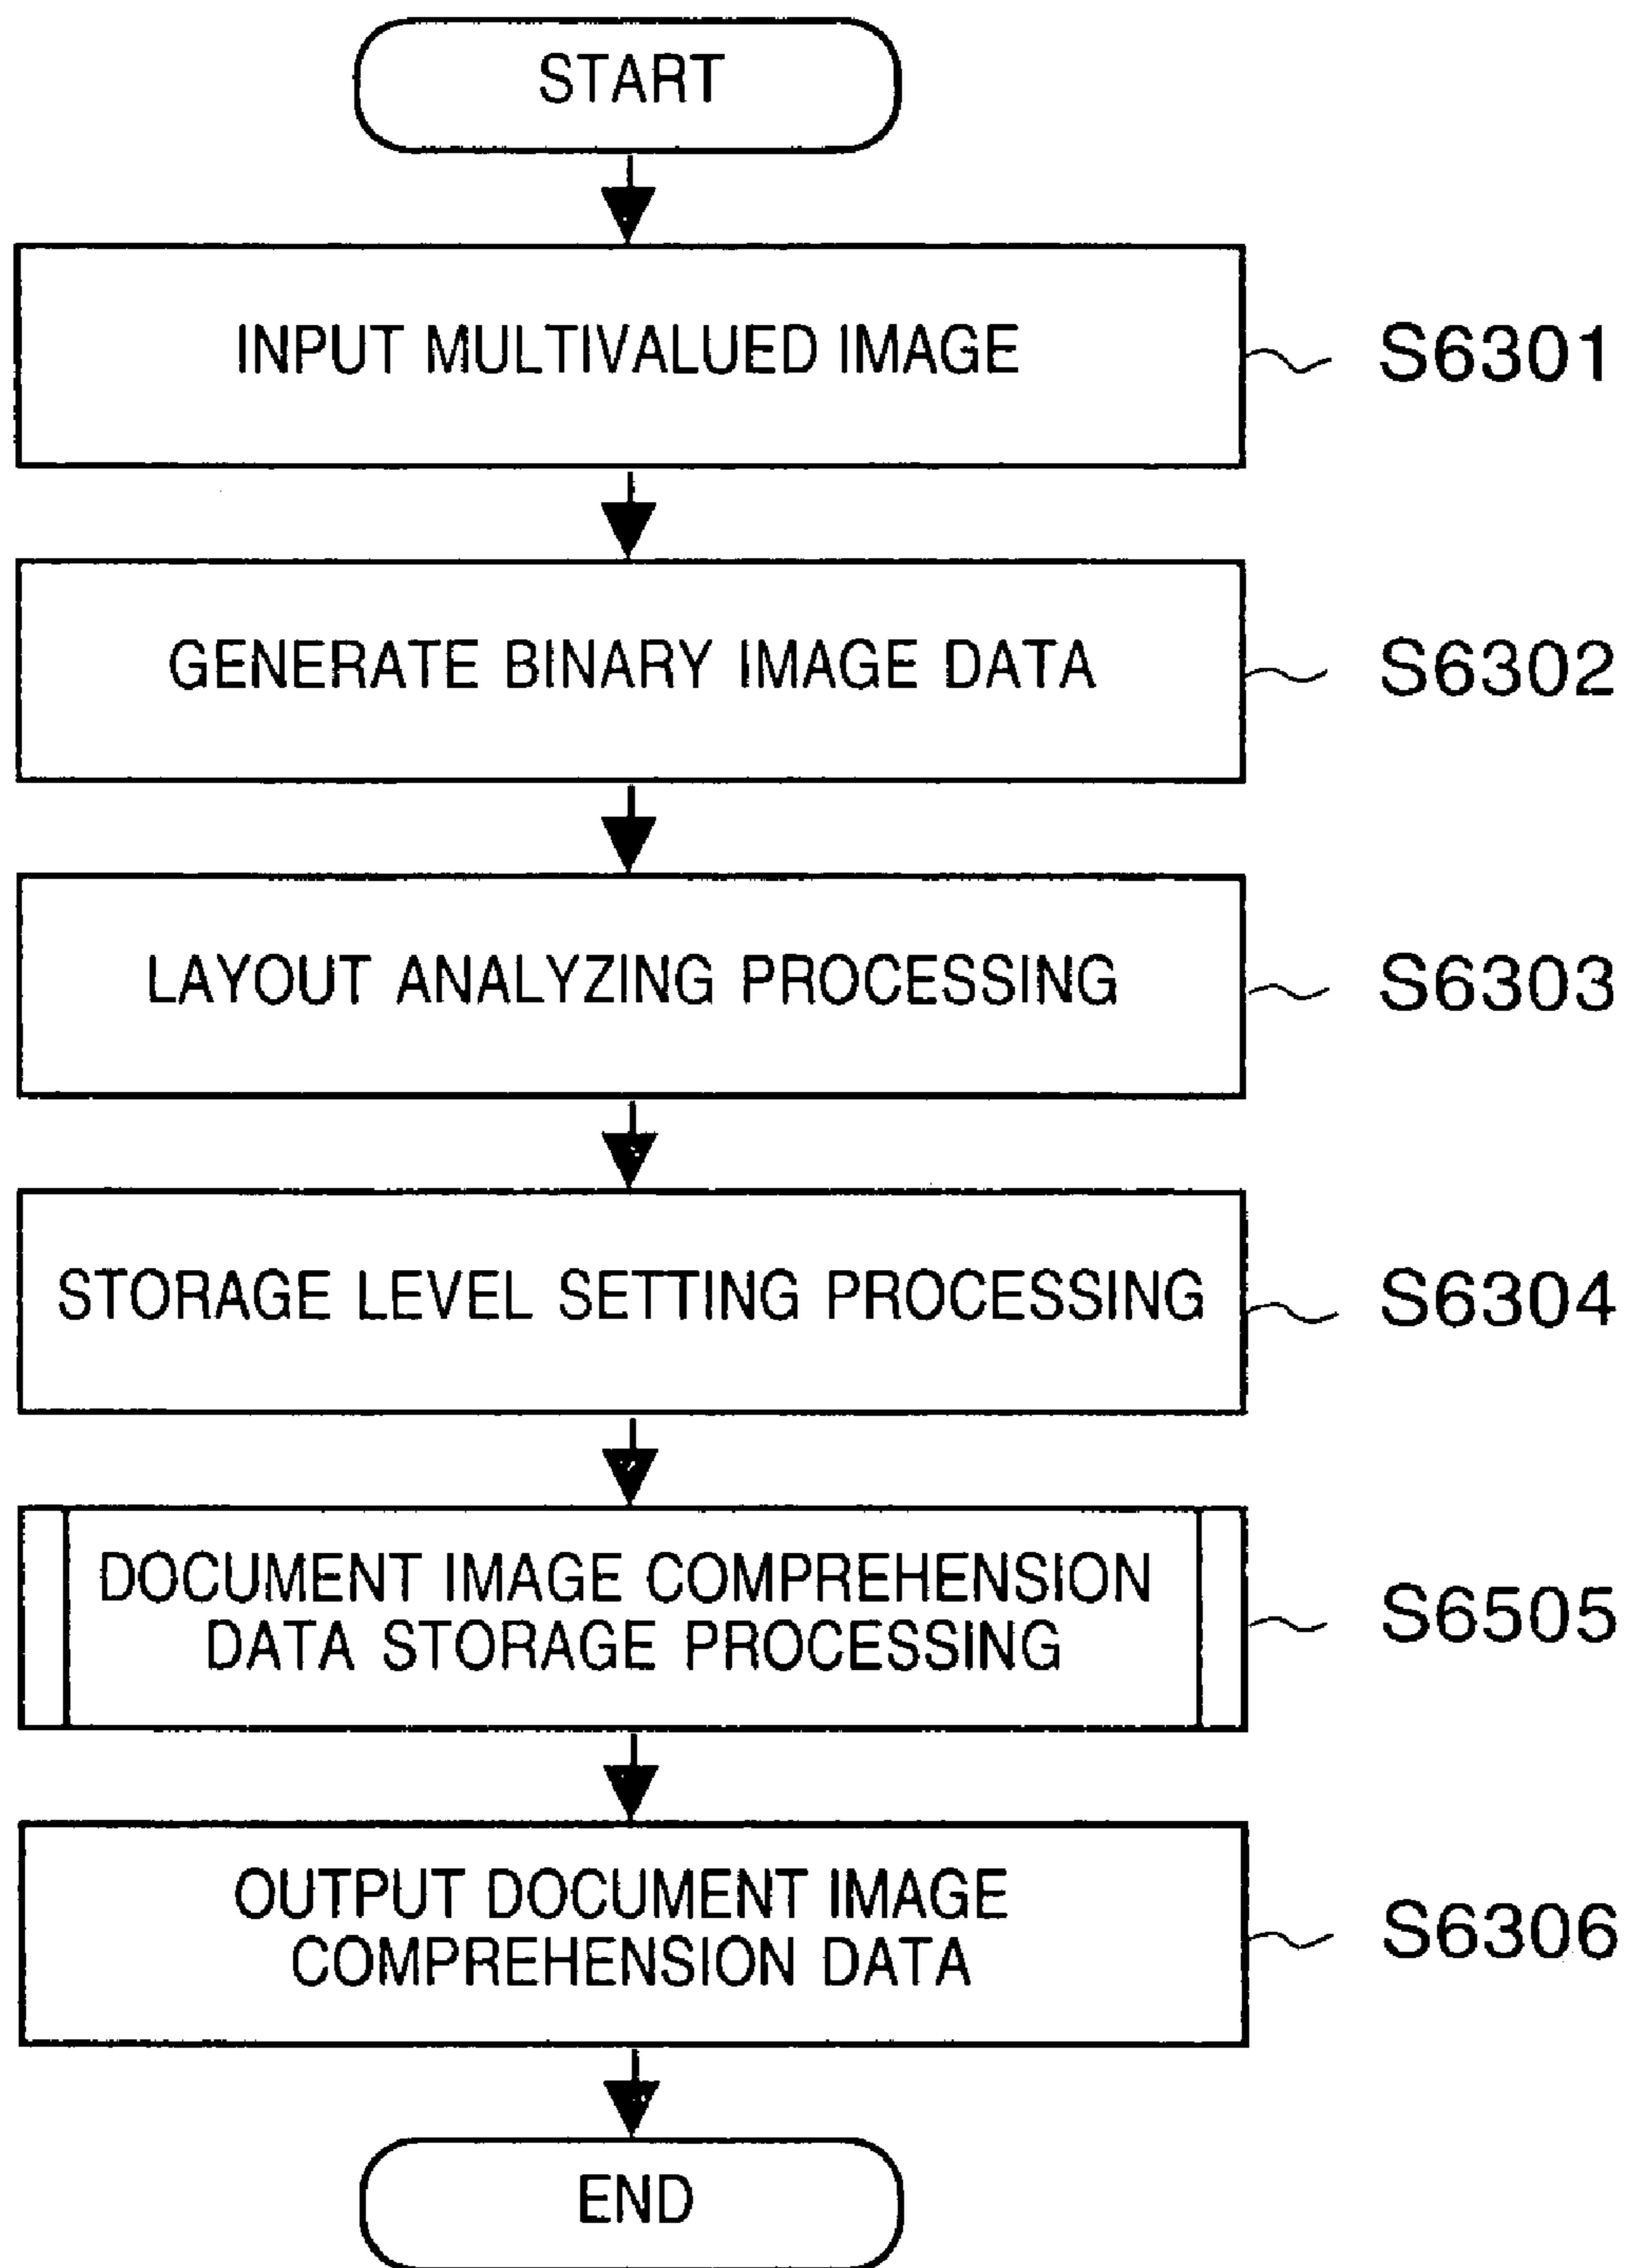 START
INPUT MULTIVALUED IMAGE
S6301
GENERATE BINARY IMAGE DATA
S6302
LAYOUT ANALYZING PROCESSING
S6303
STORAGE LEVEL SETTING PROCESSING
S6304
DOCUMENT IMAGE COMPREHENSION
DATA STORAGE PROCESSING
S6505
OUTPUT DOCUMENT IMAGE
COMPREHENSION DATA
S6306
END